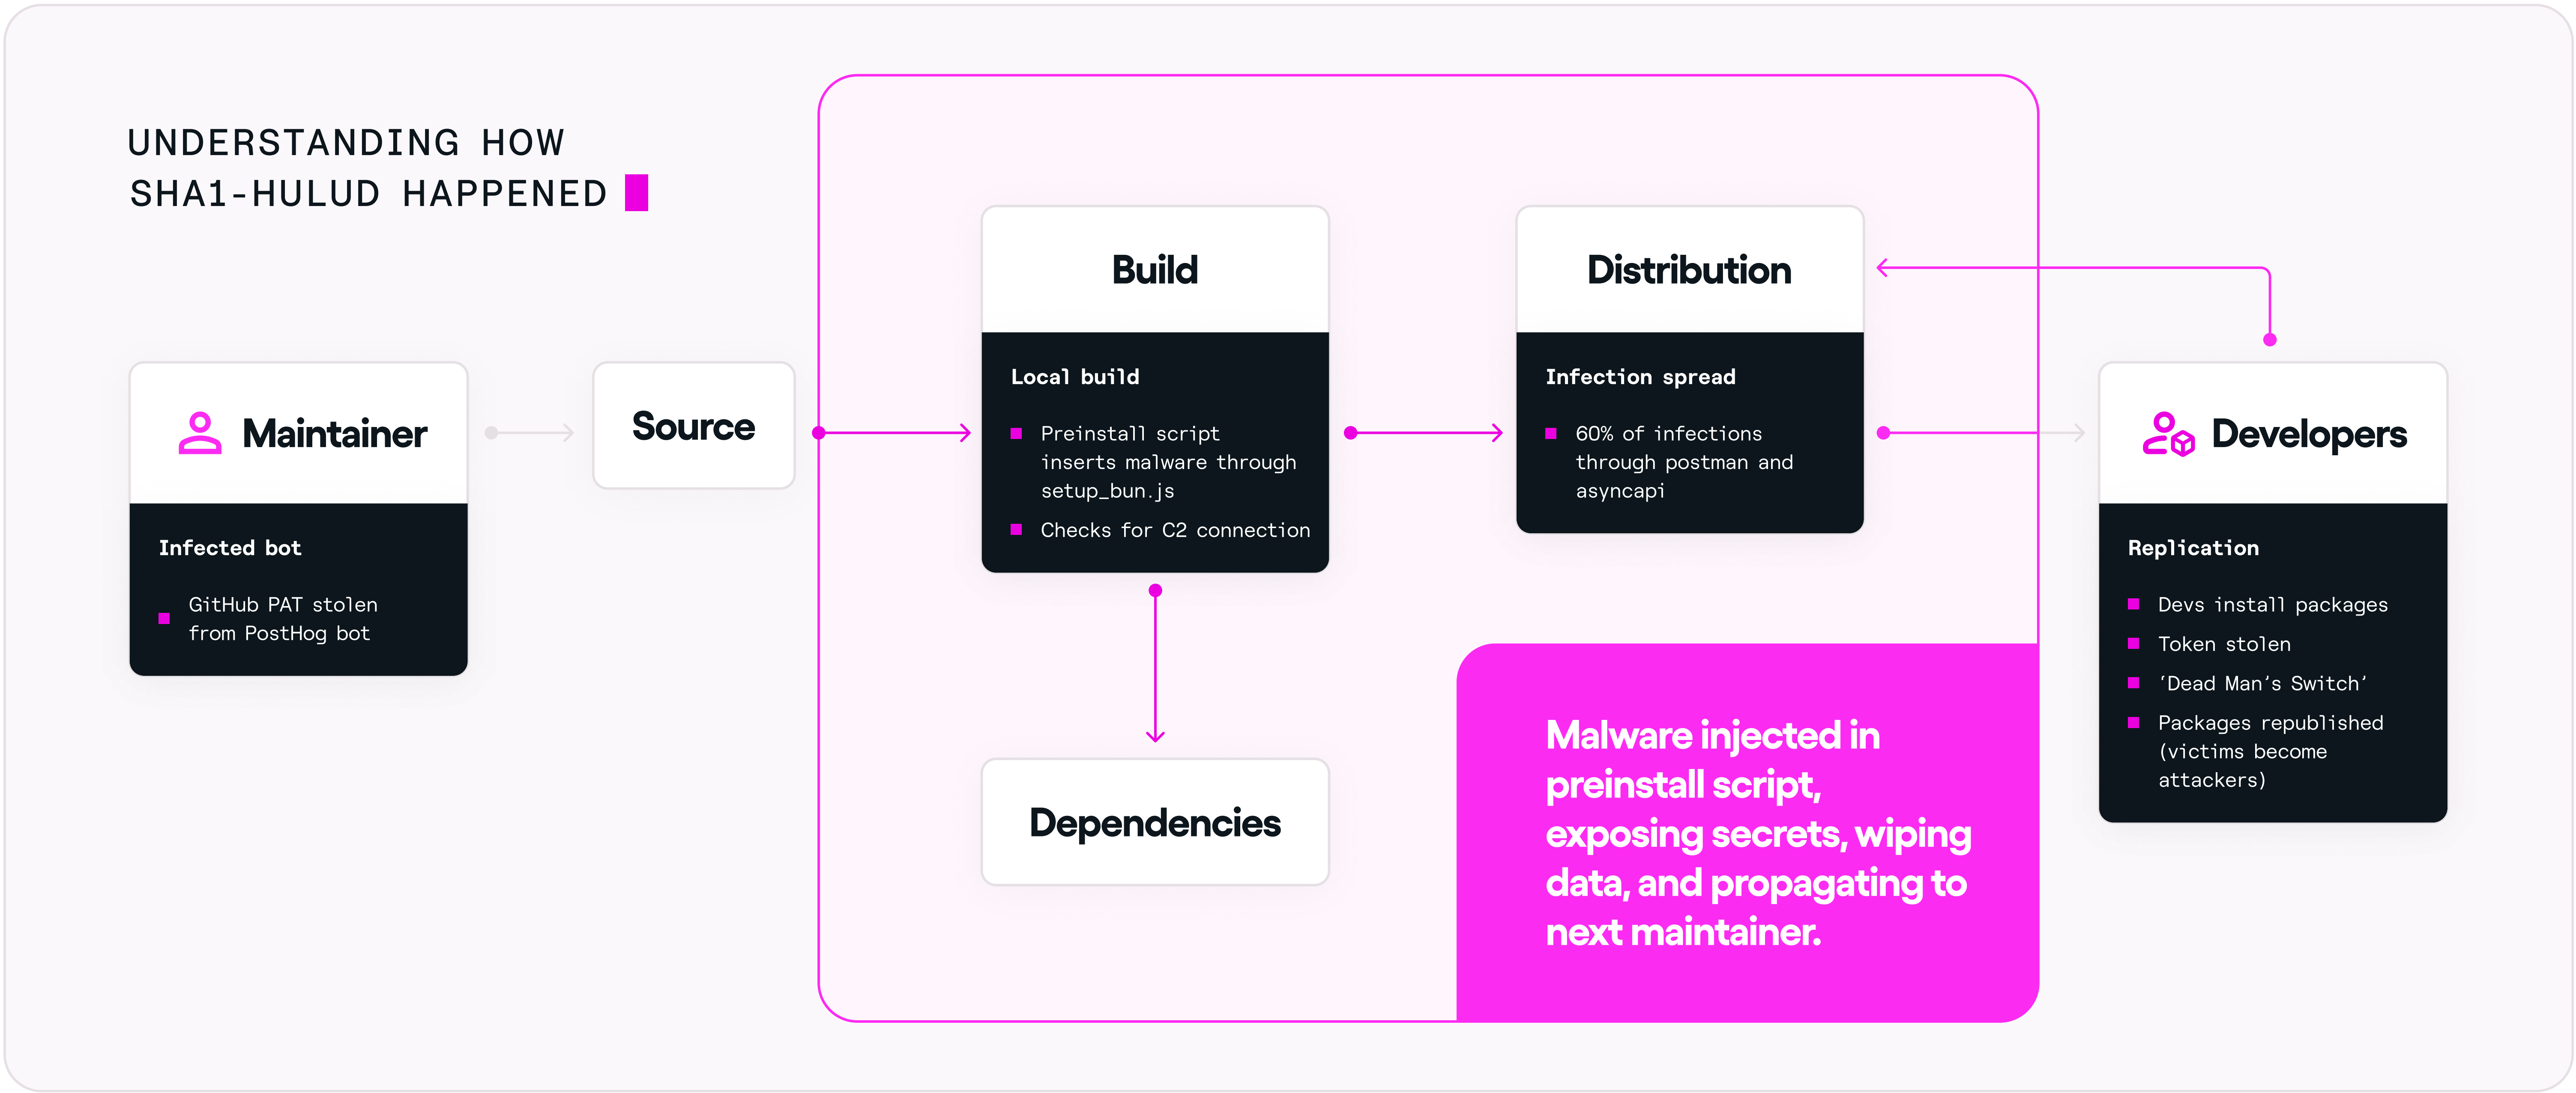 UNDERSTANDING HOW
SHA1-HULUD HAPPENED
Maintainer
Infected bot
GitHub PAT stolen
from PostHog bot
Source
Build
Local build
Preinstall script
inserts malware through
setup_bun.js
Checks for C2 connection
Dependencies
Distribution
Infection spread
60% of infections
through postman and
asyncapi
Malware injected in
preinstall script,
exposing secrets, wiping
data, and propagating to
next maintainer.
Developers
Replication
Devs install packages
Token stolen
‘Dead Man’s Switch’
Packages republished
(victims become
attackers)